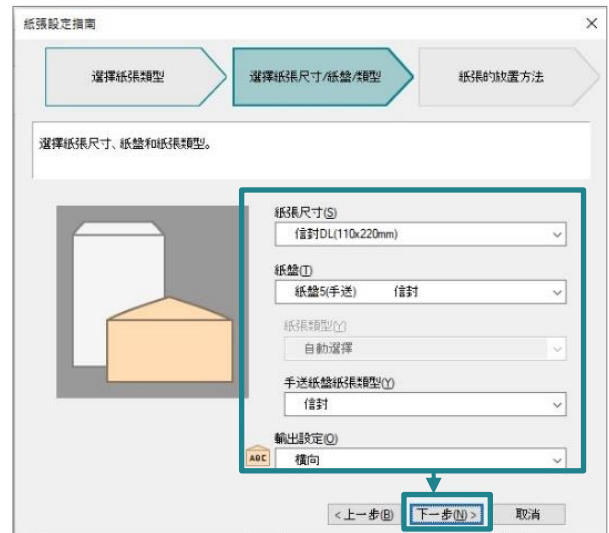 紙張設定指南
選擇紙張類型
選擇紙張尺寸/紙盤/類型
紙張的放置方法
選擇紙張尺寸、紙盤和紙張類型。
紙張尺寸(S)
信封DL(110x220mm)
紙盤(T)
紙盤5(手送) 信封
紙張類型(Y)
自動選擇
手送紙盤紙張類型(Y)
信封
輸出設定(O)
ABC 橫向
<上一步(B) 下一步(N)> 取消